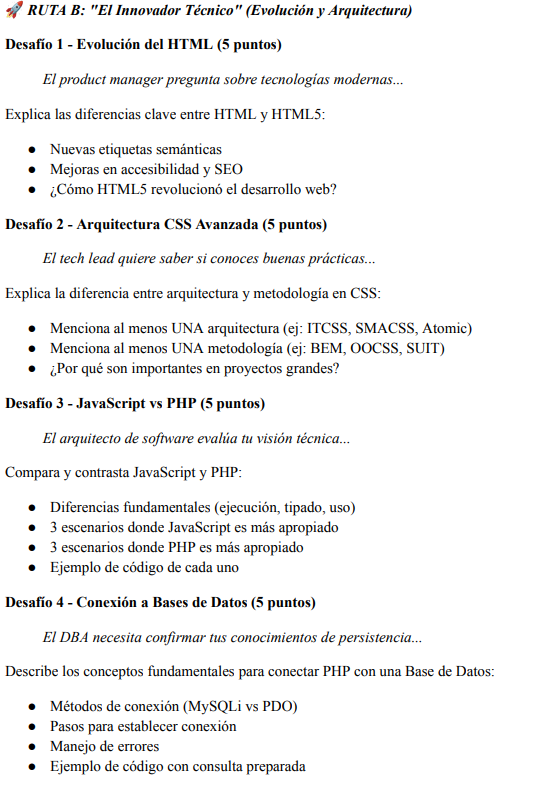 🚀 RUTA B: "El Innovador Técnico" (Evolución y Arquitectura)
Desafío 1 - Evolución del HTML (5 puntos)
El product manager pregunta sobre tecnologías modernas...
Explica las diferencias clave entre HTML y HTML5:
● Nuevas etiquetas semánticas
● Mejoras en accesibilidad y SEO
● ¿Cómo HTML5 revolucionó el desarrollo web?
Desafío 2 - Arquitectura CSS Avanzada (5 puntos)
El tech lead quiere saber si conoces buenas prácticas...
Explica la diferencia entre arquitectura y metodología en CSS:
● Menciona al menos UNA arquitectura (ej: ITCSS, SMACSS, Atomic)
● Menciona al menos UNA metodología (ej: BEM, OOCSS, SUIT)
● ¿Por qué son importantes en proyectos grandes?
Desafío 3 - JavaScript vs PHP (5 puntos)
El arquitecto de software evalúa tu visión técnica...
Compara y contrasta JavaScript y PHP:
● Diferencias fundamentales (ejecución, tipado, uso)
● 3 escenarios donde JavaScript es más apropiado
● 3 escenarios donde PHP es más apropiado
● Ejemplo de código de cada uno
Desafío 4 - Conexión a Bases de Datos (5 puntos)
El DBA necesita confirmar tus conocimientos de persistencia...
Describe los conceptos fundamentales para conectar PHP con una Base de Datos:
● Métodos de conexión (MySQLi vs PDO)
● Pasos para establecer conexión
● Manejo de errores
● Ejemplo de código con consulta preparada